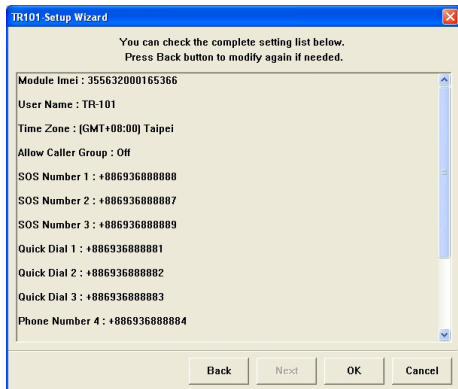 TR101-Setup Wizard
You can check the complete setting list below.
Press Back button to modify again if needed.
Module Imei : 355632000165366
User Name : TR-101
Time Zone : (GMT+08:00) Taipei
Allow Caller Group : Off
SOS Number 1 : +886936888888
SOS Number 2 : +886936888887
SOS Number 3 : +886936888889
Quick Dial 1 : +886936888881
Quick Dial 2 : +886936888882
Quick Dial 3 : +886936888883
Phone Number 4 : +886936888884
Back Next OK Cancel